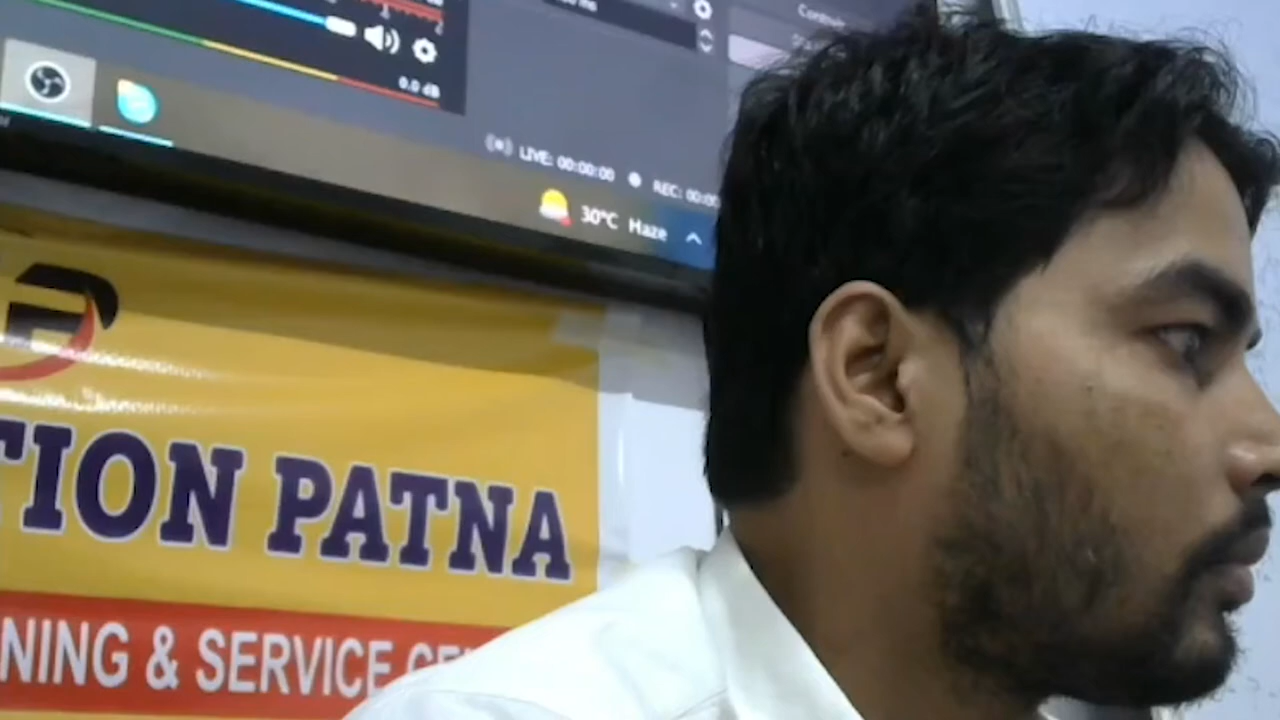 0.0 dB
LIVE: 00:00:00
REC: 00:00
30°C Haze
TION PATNA
NING & SERVICE